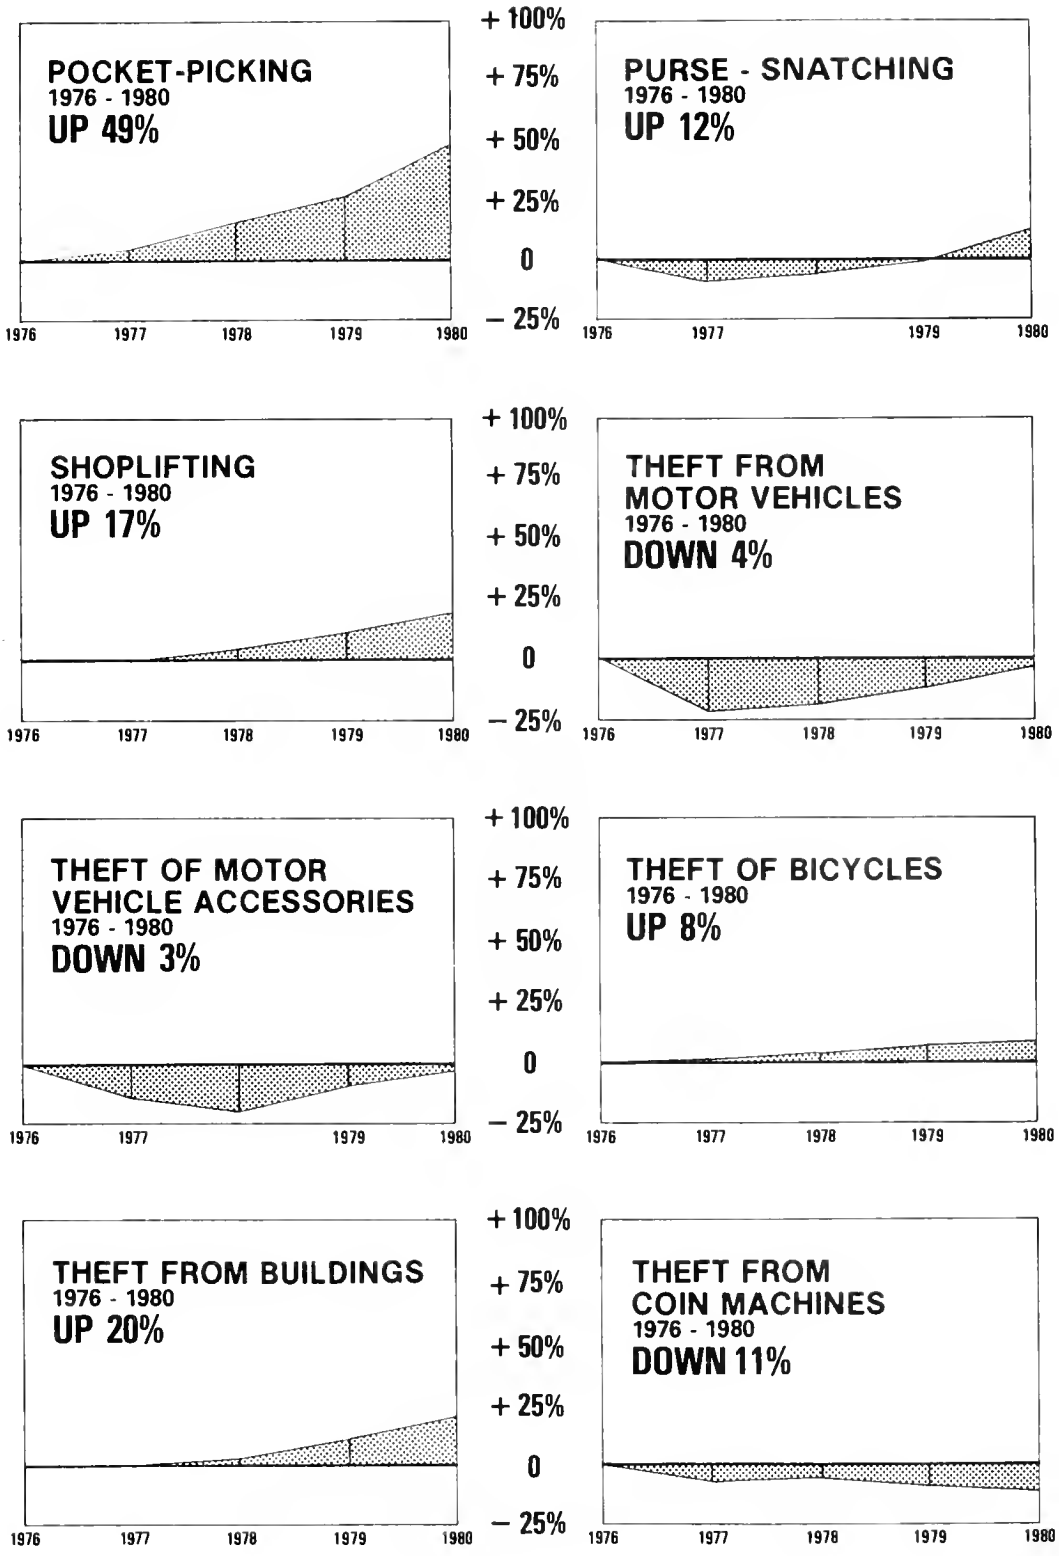 POCKET-PICKING
1976 - 1980
UP 49%
1976 1977 1978 1979 1980
+ 100%
+ 75%
+ 50%
+ 25%
0
– 25%
PURSE - SNATCHING
1976 - 1980
UP 12%
1976 1977 1979 1980
SHOPLIFTING
1976 - 1980
UP 17%
1976 1977 1978 1979 1980
+ 100%
+ 75%
+ 50%
+ 25%
0
– 25%
THEFT FROM
MOTOR VEHICLES
1976 - 1980
DOWN 4%
1976 1977 1978 1979 1980
THEFT OF MOTOR
VEHICLE ACCESSORIES
1976 - 1980
DOWN 3%
1976 1977 1979 1980
+ 100%
+ 75%
+ 50%
+ 25%
0
– 25%
THEFT OF BICYCLES
1976 - 1980
UP 8%
1976 1977 1978 1979 1980
THEFT FROM BUILDINGS
1976 - 1980
UP 20%
1976 1977 1978 1979 1980
+ 100%
+ 75%
+ 50%
+ 25%
0
– 25%
THEFT FROM
COIN MACHINES
1976 - 1980
DOWN 11%
1976 1977 1978 1979 1980